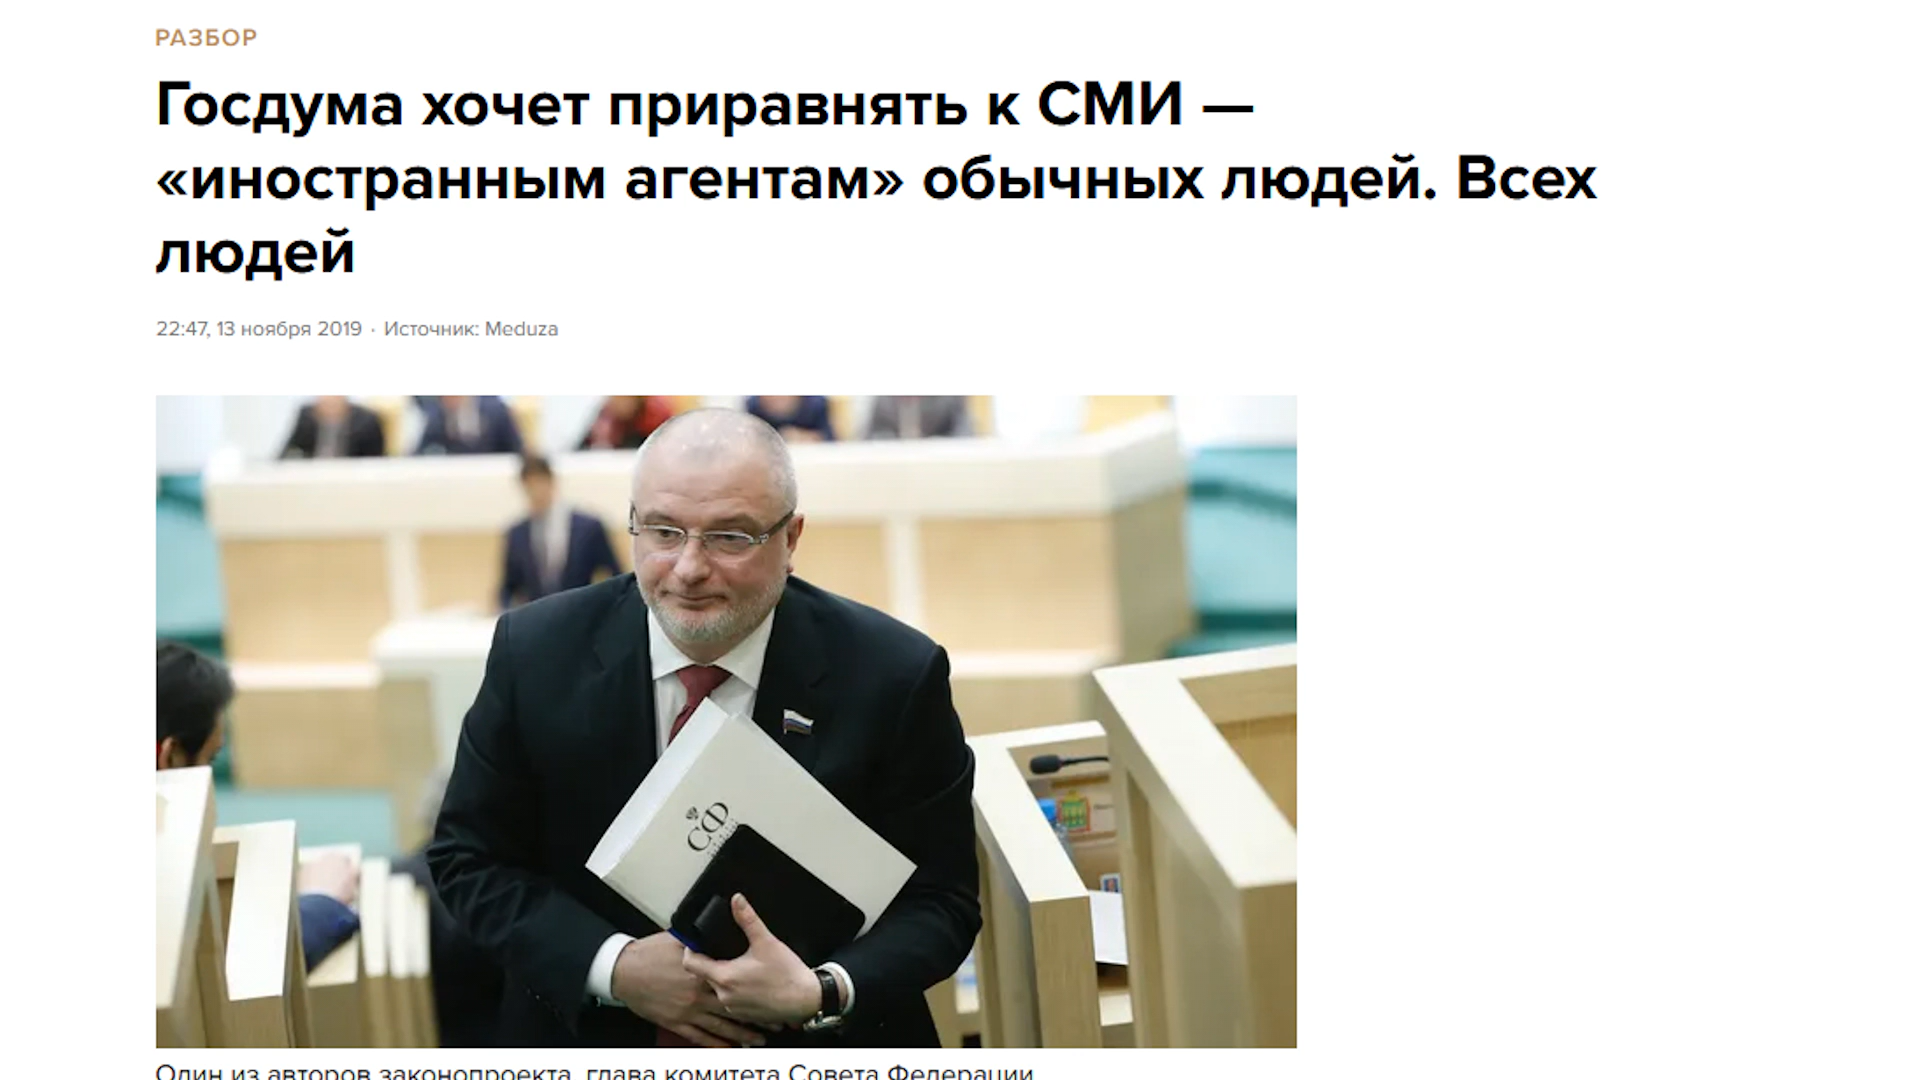 РАЗБОР
Госдума хочет приравнять к СМИ —
«иностранным агентам» обычных людей. Всех
людей
22:47, 13 ноября 2019 · Источник: Meduza
СФ
Один из авторов законопроекта, глава комитета Совета Федерации